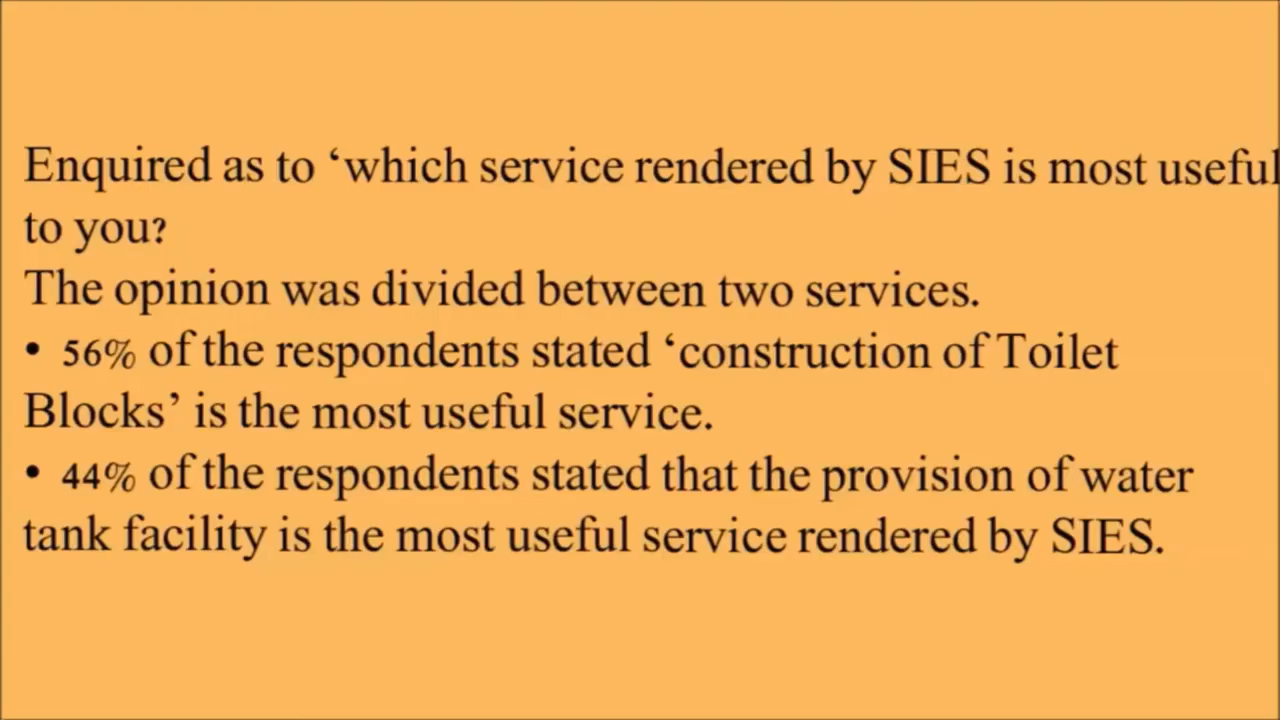 Enquired as to ‘which service rendered by SIES is most useful
to you?
The opinion was divided between two services.
• 56% of the respondents stated ‘construction of Toilet
Blocks’ is the most useful service.
• 44% of the respondents stated that the provision of water
tank facility is the most useful service rendered by SIES.